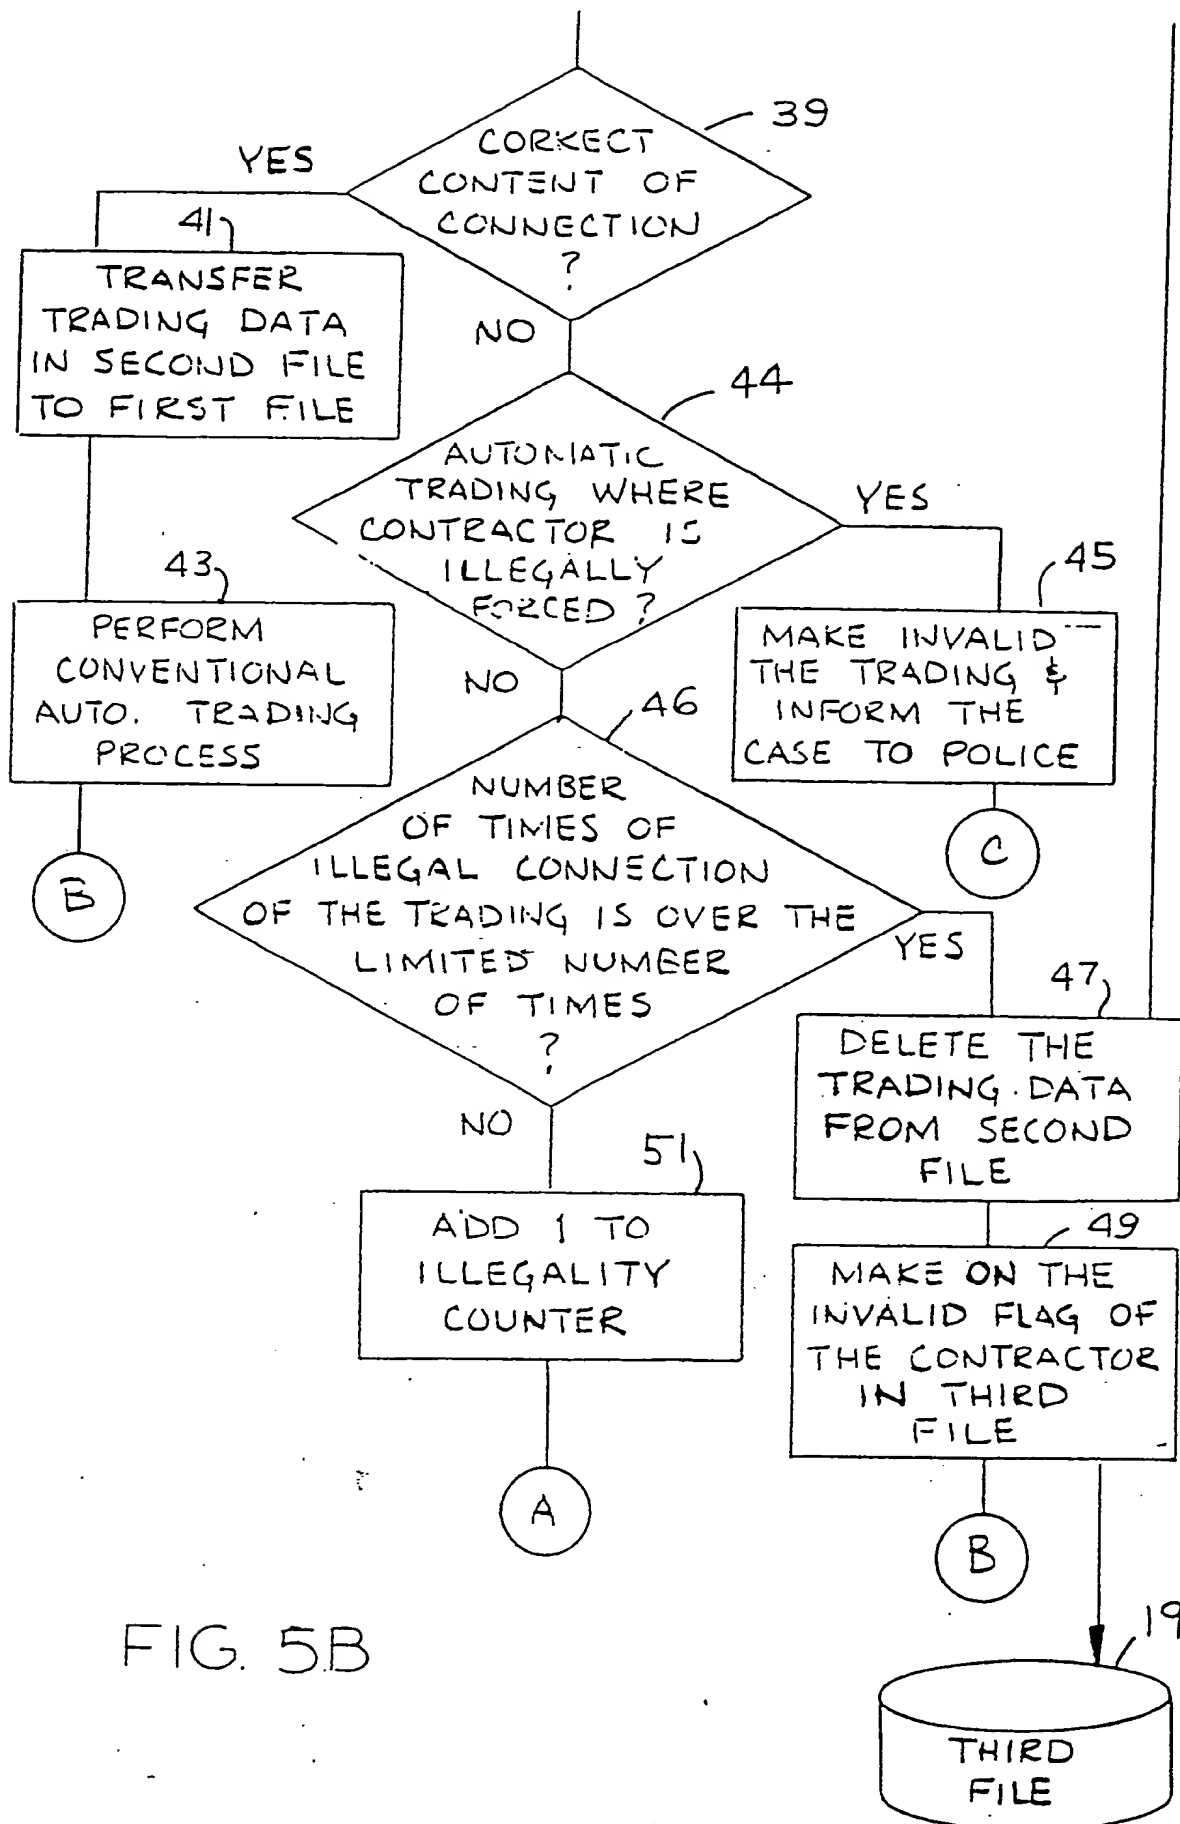 39
CORRECT
CONTENT OF
CONNECTION
?
YES
NO
41
TRANSFER
TRADING DATA
IN SECOND FILE
TO FIRST FILE
44
AUTOMATIC
TRADING WHERE
CONTRACTOR IS
ILLEGALLY
FORCED ?
YES
NO
43
PERFORM
CONVENTIONAL
AUTO. TRADING
PROCESS
B
45
MAKE INVALID
THE TRADING &
INFORM THE
CASE TO POLICE
C
46
NUMBER
OF TIMES OF
ILLEGAL CONNECTION
OF THE TRADING IS OVER THE
LIMITED NUMBER
OF TIMES
?
YES
NO
47
DELETE THE
TRADING DATA
FROM SECOND
FILE
51
ADD 1 TO
ILLEGALITY
COUNTER
A
49
MAKE ON THE
INVALID FLAG OF
THE CONTRACTOR
IN THIRD
FILE
B
19
THIRD
FILE
FIG. 5B